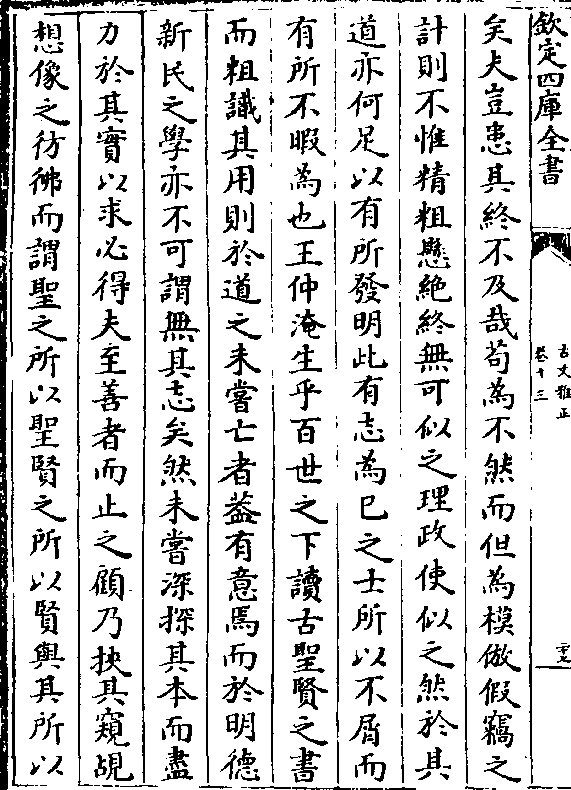 欽定四庫全書
古文雅正
卷十三
矣夫豈患其終不及哉苟為不然而但為模倣假竊之
計則不惟精粗懸絶終無可似之理政使似之然於其
道亦何足以有所發明此有志為已之士所以不屑而
有所不暇為也王仲淹生乎百世之下讀古聖賢之書
而粗識其用則於道之未嘗亡者葢有意焉而於明德
新民之學亦不可謂無其志矣然未嘗深探其本而盡
力於其實以求必得夫至善者而止之顧乃挾其窺覘
想像之彷彿而謂聖之所以聖賢之所以賢與其所以